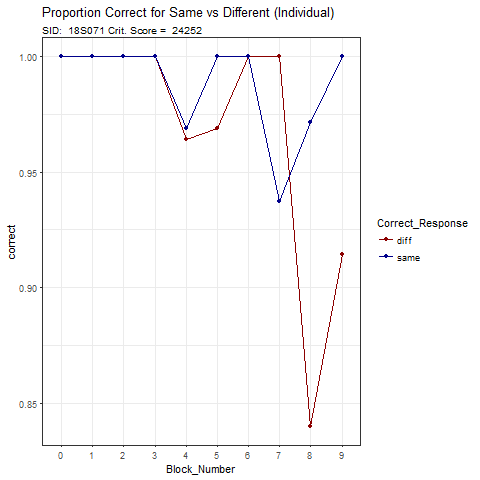 Proportion Correct for Same vs Different (Individual)
SID:  18S071 Crit. Score =  24252
1.00
0.95
0.90
0.85
correct
0 1 2 3 4 5 6 7 8 9
Block_Number
Correct_Response
diff
same